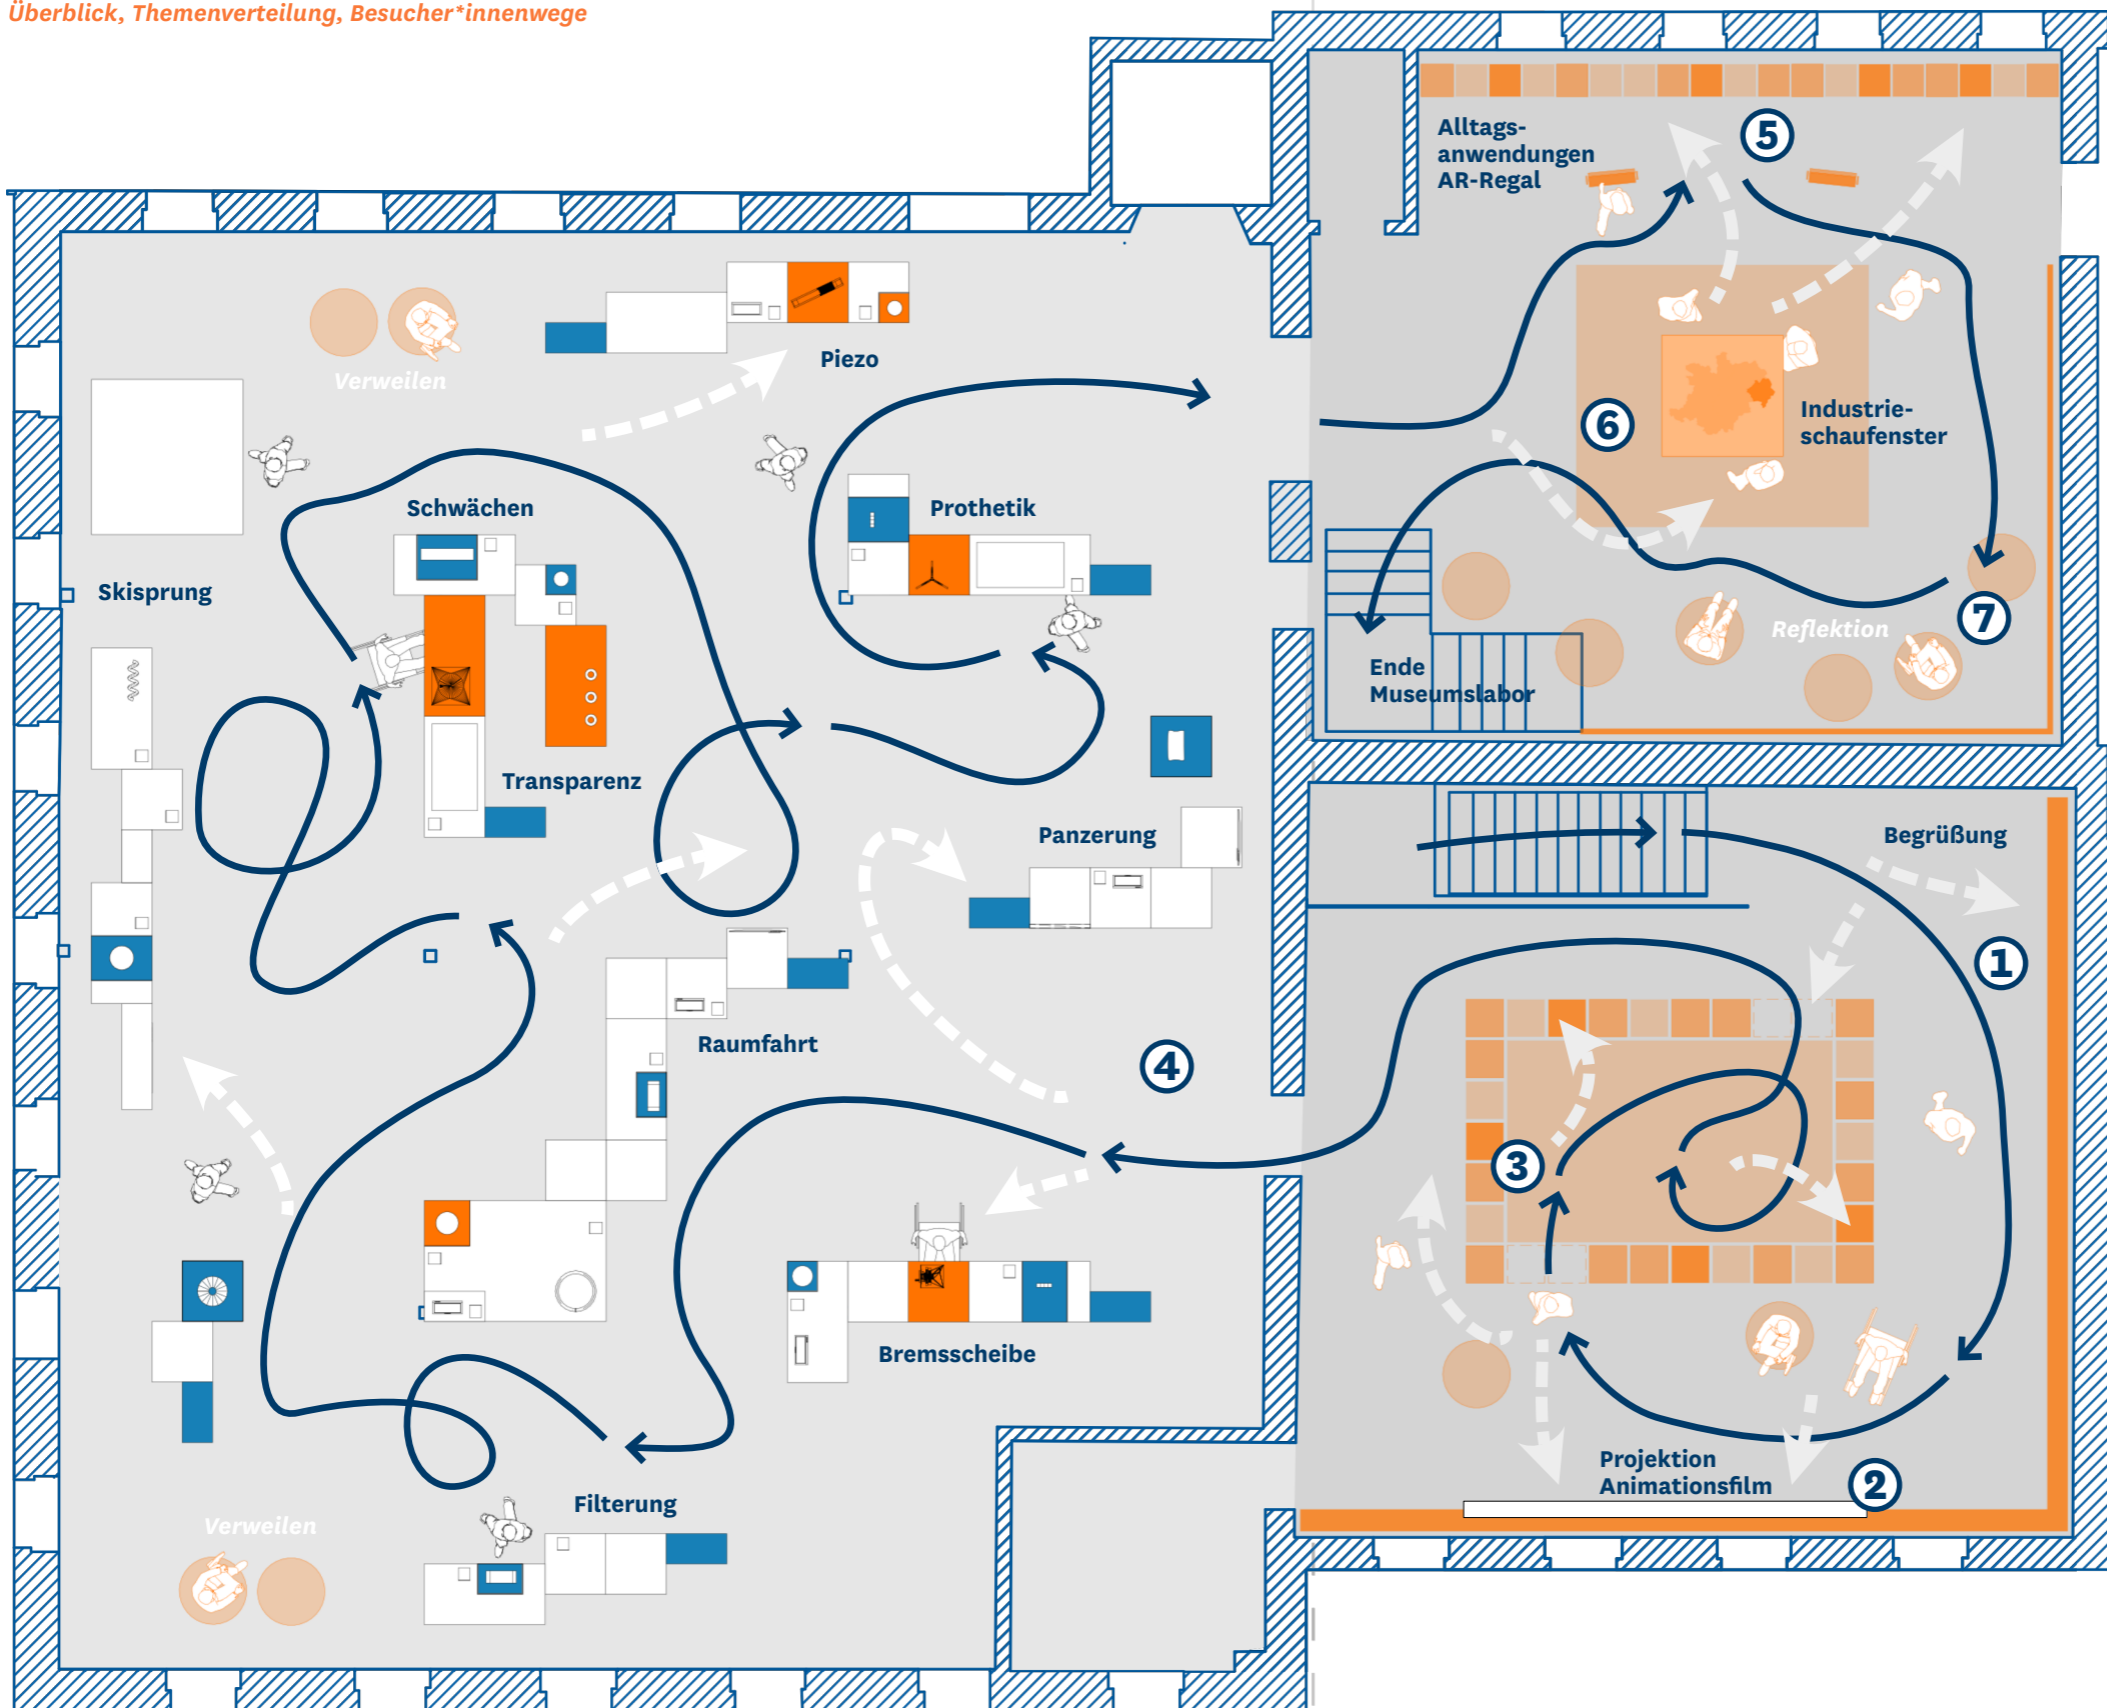 Überblick, Themenverteilung, Besucher*innenwege
Alltags-
anwendungen
AR-Regal
5
Verweilen
Piezo
6
Industrie-
schaufenster
Schwächen
Prothetik
Skisprung
7
Reflektion
Ende
Museumslabor
Transparenz
Panzerung
Begrüßung
1
Raumfahrt
4
3
Bremsscheibe
Projektion
Animationsfilm
2
Filterung
Verweilen